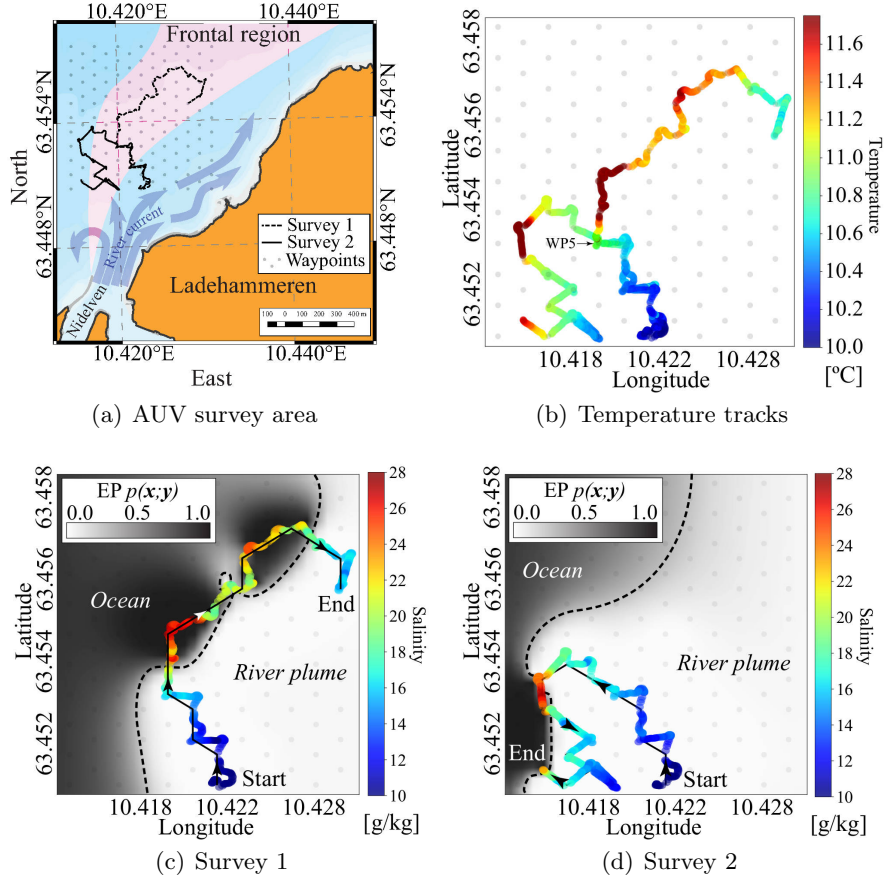 10.420°E 10.440°E
Frontal region
63.454°N
63.448°N
North
63.454°N
63.448°N
River current
Nidelven
Survey 1
Survey 2
Waypoints
Ladehammeren
100 0 100 200 300 400 m
10.420°E 10.440°E
East
(a) AUV survey area
63.458
63.456
63.454
63.452
Latitude
WP5
10.418 10.422 10.428
Longitude
11.6
11.4
11.2
11.0
10.8
10.6
10.4
10.2
10.0
Temperature
[°C]
(b) Temperature tracks
63.458
63.456
63.454
63.452
Latitude
EP p(x;y)
0.0 0.5 1.0
Ocean
End
River plume
Start
10.418 10.422 10.428
Longitude
28
26
24
22
20
18
16
14
12
10
Salinity
[g/kg]
(c) Survey 1
63.458
63.456
63.454
63.452
Latitude
EP p(x;y)
0.0 0.5 1.0
Ocean
River plume
End
Start
10.418 10.422 10.428
Longitude
28
26
24
22
20
18
16
14
12
10
Salinity
[g/kg]
(d) Survey 2